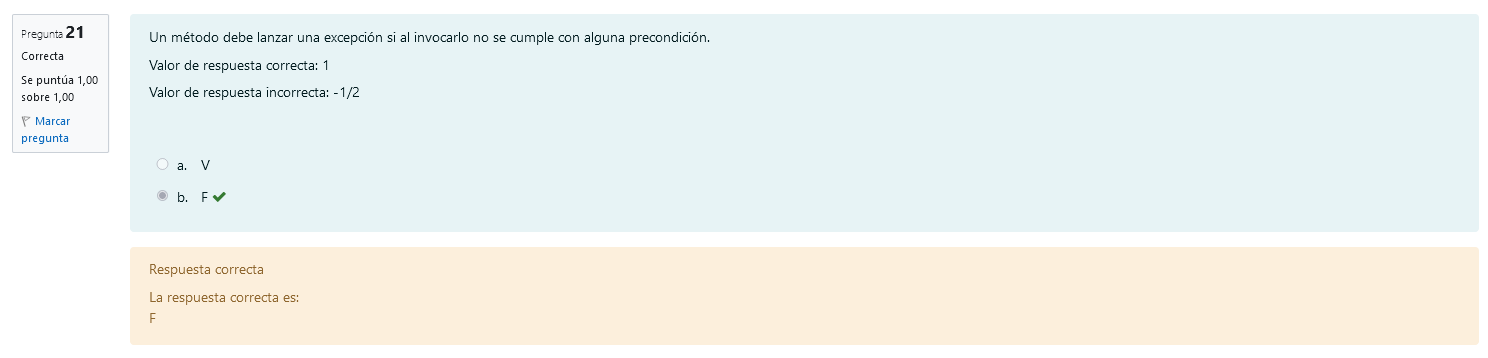 Pregunta 21
Correcta
Se puntúa 1,00
sobre 1,00
Marcar
pregunta
Un método debe lanzar una excepción si al invocarlo no se cumple con alguna precondición.
Valor de respuesta correcta: 1
Valor de respuesta incorrecta: -1/2
a. V
b. F
Respuesta correcta
La respuesta correcta es:
F